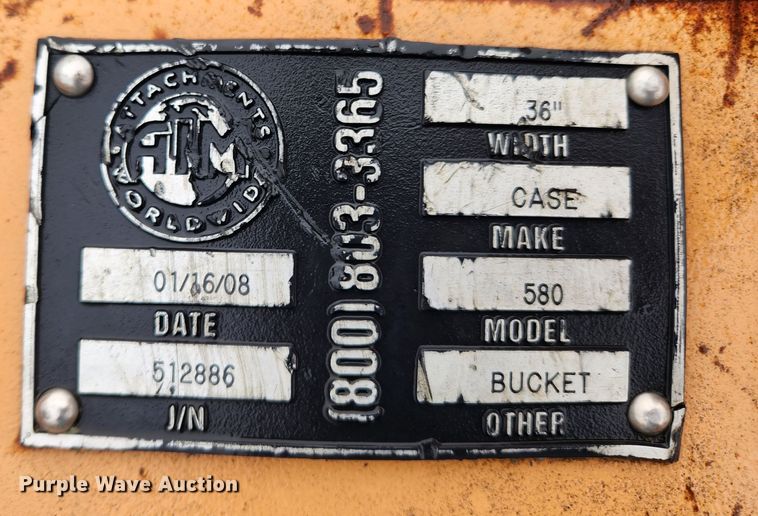 ATTACHMENTS
WORLDWIDE
01/16/08
DATE
512886
J/N
(800) 803-3365
36"
WIDTH
CASE
MAKE
580
MODEL
BUCKET
OTHER
Purple Wave Auction